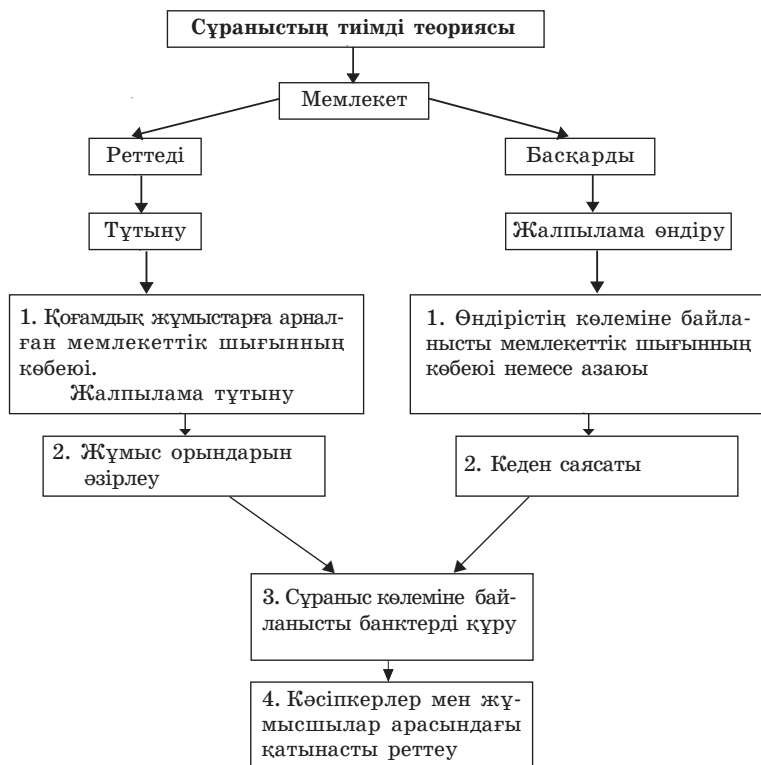 Сұраныстың тиімді теориясы
Мемлекет
Реттеді
Басқарды
Тұтыну
Жалпылама өндіру
1. Қоғамдық жұмыстарға арнал-
ған мемлекеттік шығынның
көбеюі.
Жалпылама тұтыну
1. Өндірістің көлеміне байла-
нысты мемлекеттік шығынның
көбеюі немесе азаюы
2. Жұмыс орындарын
әзірлеу
2. Кеден саясаты
3. Сұраныс көлеміне бай-
ланысты банктерді құру
4. Кәсіпкерлер мен жұ-
мысшылар арасындағы
қатынасты реттеу